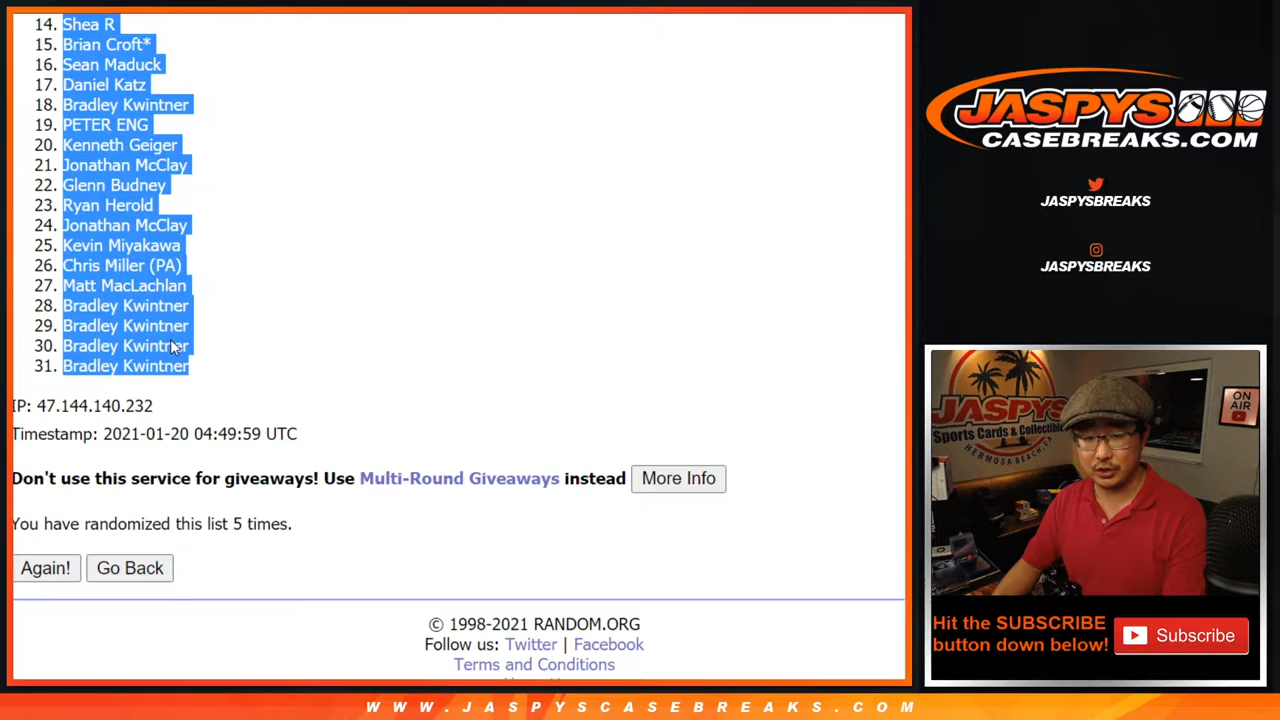 14. Shea R
15. Brian Croft*
16. Sean Maduck
17. Daniel Katz
18. Bradley Kwintner
19. PETER ENG
20. Kenneth Geiger
21. Jonathan McClay
22. Glenn Budney
23. Ryan Herold
24. Jonathan McClay
25. Kevin Miyakawa
26. Chris Miller (PA)
27. Matt MacLachlan
28. Bradley Kwintner
29. Bradley Kwintner
30. Bradley Kwintner
31. Bradley Kwintner
IP: 47.144.140.232
Timestamp: 2021-01-20 04:49:59 UTC
Don't use this service for giveaways! Use Multi-Round Giveaways instead More Info
You have randomized this list 5 times.
Again! Go Back
© 1998-2021 RANDOM.ORG
Follow us: Twitter | Facebook
Terms and Conditions
JASPYS
CASEBREAKS.COM
JASPYSBREAKS
JASPYSBREAKS
JASPYS
Sports Cards & Collectible
HERMOSA BEACH, CA
ON
AIR
Hit the SUBSCRIBE
button down below!
Subscribe
WWW.JASPYSCASEBREAKS.COM